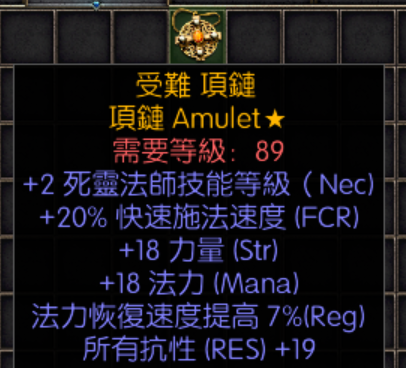 受難 項鏈
項鏈 Amulet★
需要等級: 89
+2 死靈法師技能等級 (Nec)
+20% 快速施法速度 (FCR)
+18 力量 (Str)
+18 法力 (Mana)
法力恢復速度提高 7%(Reg)
所有抗性 (RES) +19